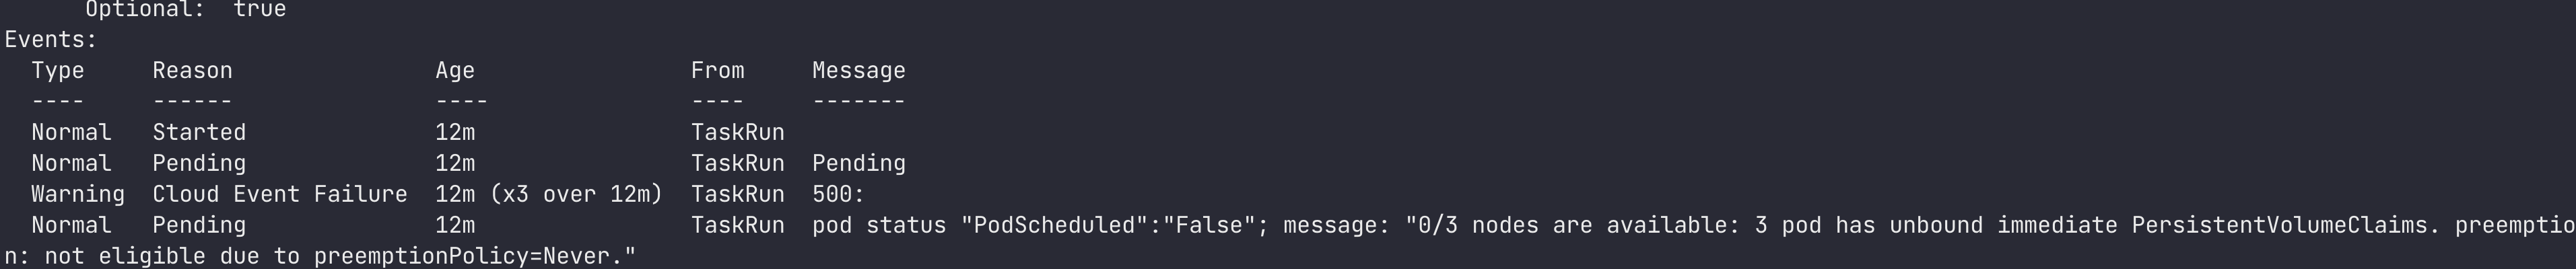 Optional:  true
Events:
Type     Reason               Age                From     Message
----     ------               ----               ----     -------
Normal   Started              12m                TaskRun
Normal   Pending              12m                TaskRun  Pending
Warning  Cloud Event Failure  12m (x3 over 12m)  TaskRun  500:
Normal   Pending              12m                TaskRun  pod status "PodScheduled":"False"; message: "0/3 nodes are available: 3 pod has unbound immediate PersistentVolumeClaims. preemptio
n: not eligible due to preemptionPolicy=Never."